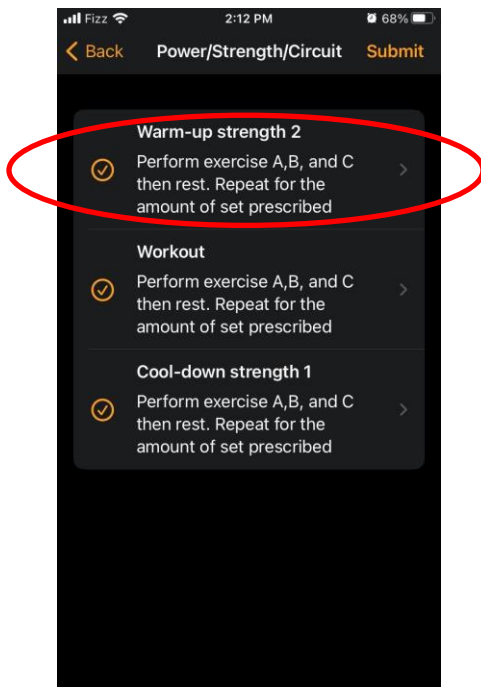 Fizz 2:12 PM 68%
Back Power/Strength/Circuit Submit
Warm-up strength 2
Perform exercise A,B, and C
then rest. Repeat for the
amount of set prescribed
Workout
Perform exercise A,B, and C
then rest. Repeat for the
amount of set prescribed
Cool-down strength 1
Perform exercise A,B, and C
then rest. Repeat for the
amount of set prescribed